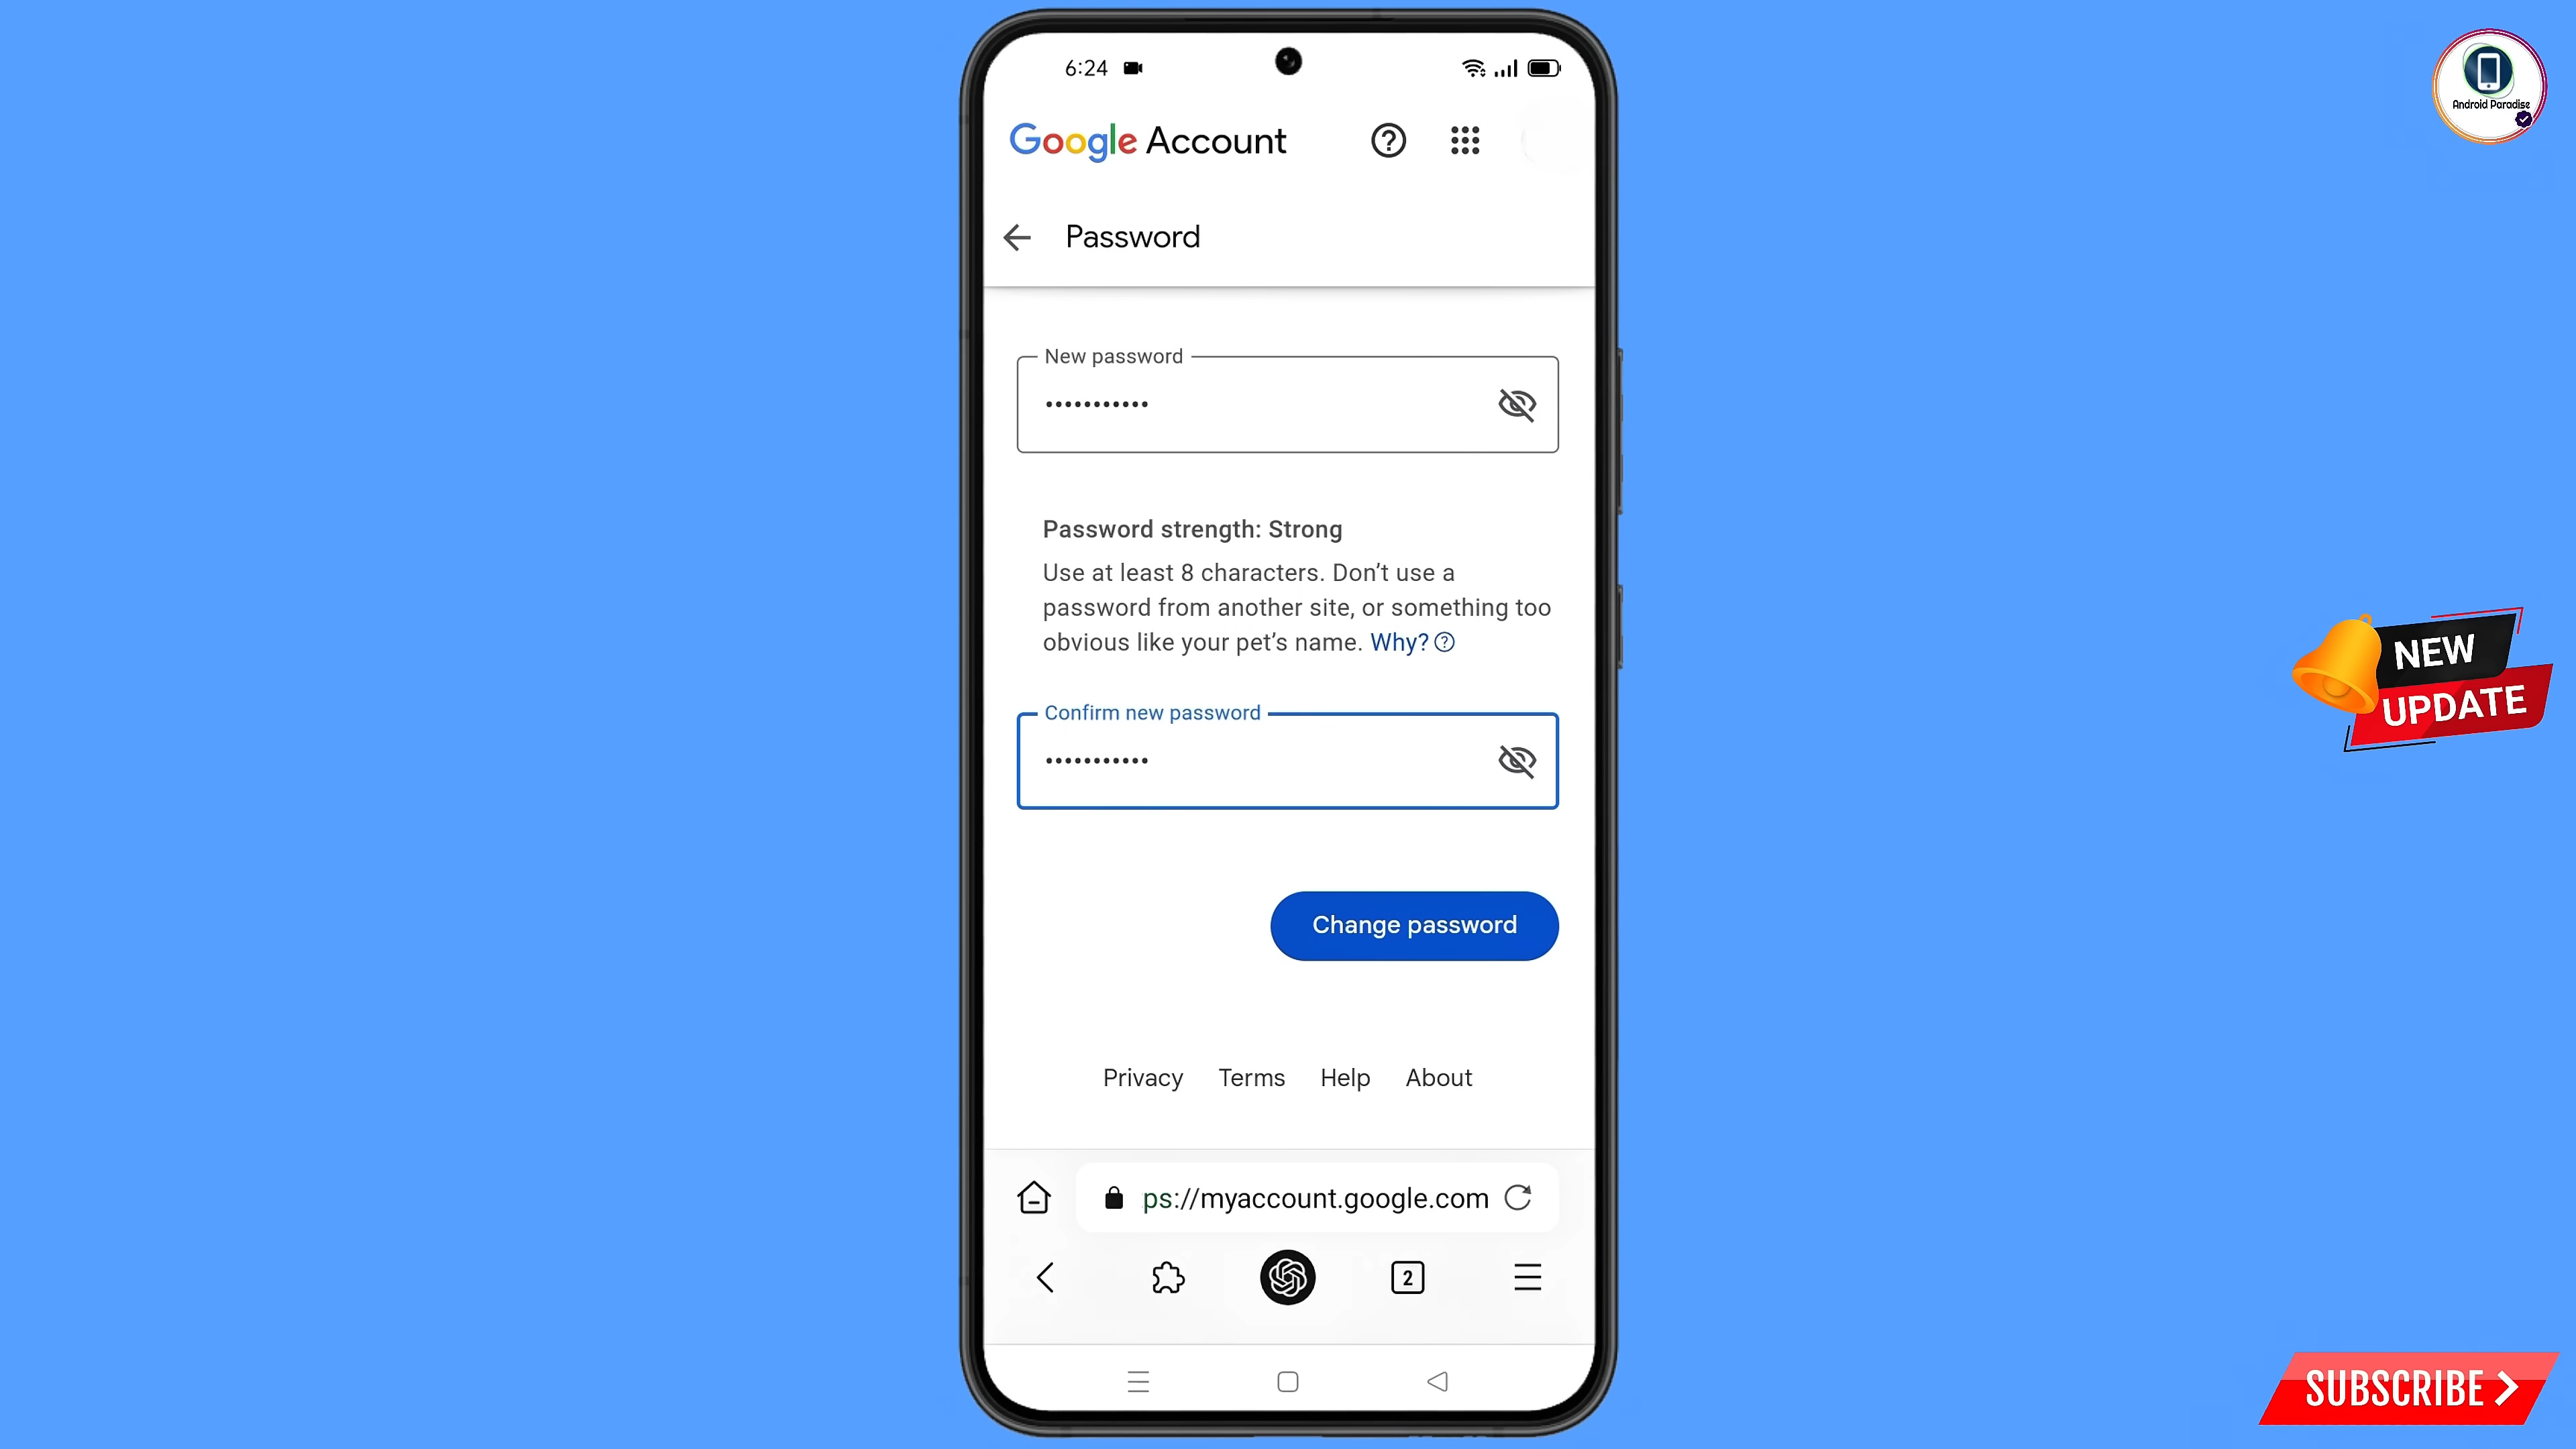 6:24
Google Account
Password
New password
•••••••••••
Password strength: Strong
Use at least 8 characters. Don’t use a
password from another site, or something too
obvious like your pet’s name. Why?
Confirm new password
•••••••••••
Change password
Privacy Terms Help About
ps://myaccount.google.com
2
Android Paradise
NEW
UPDATE
SUBSCRIBE